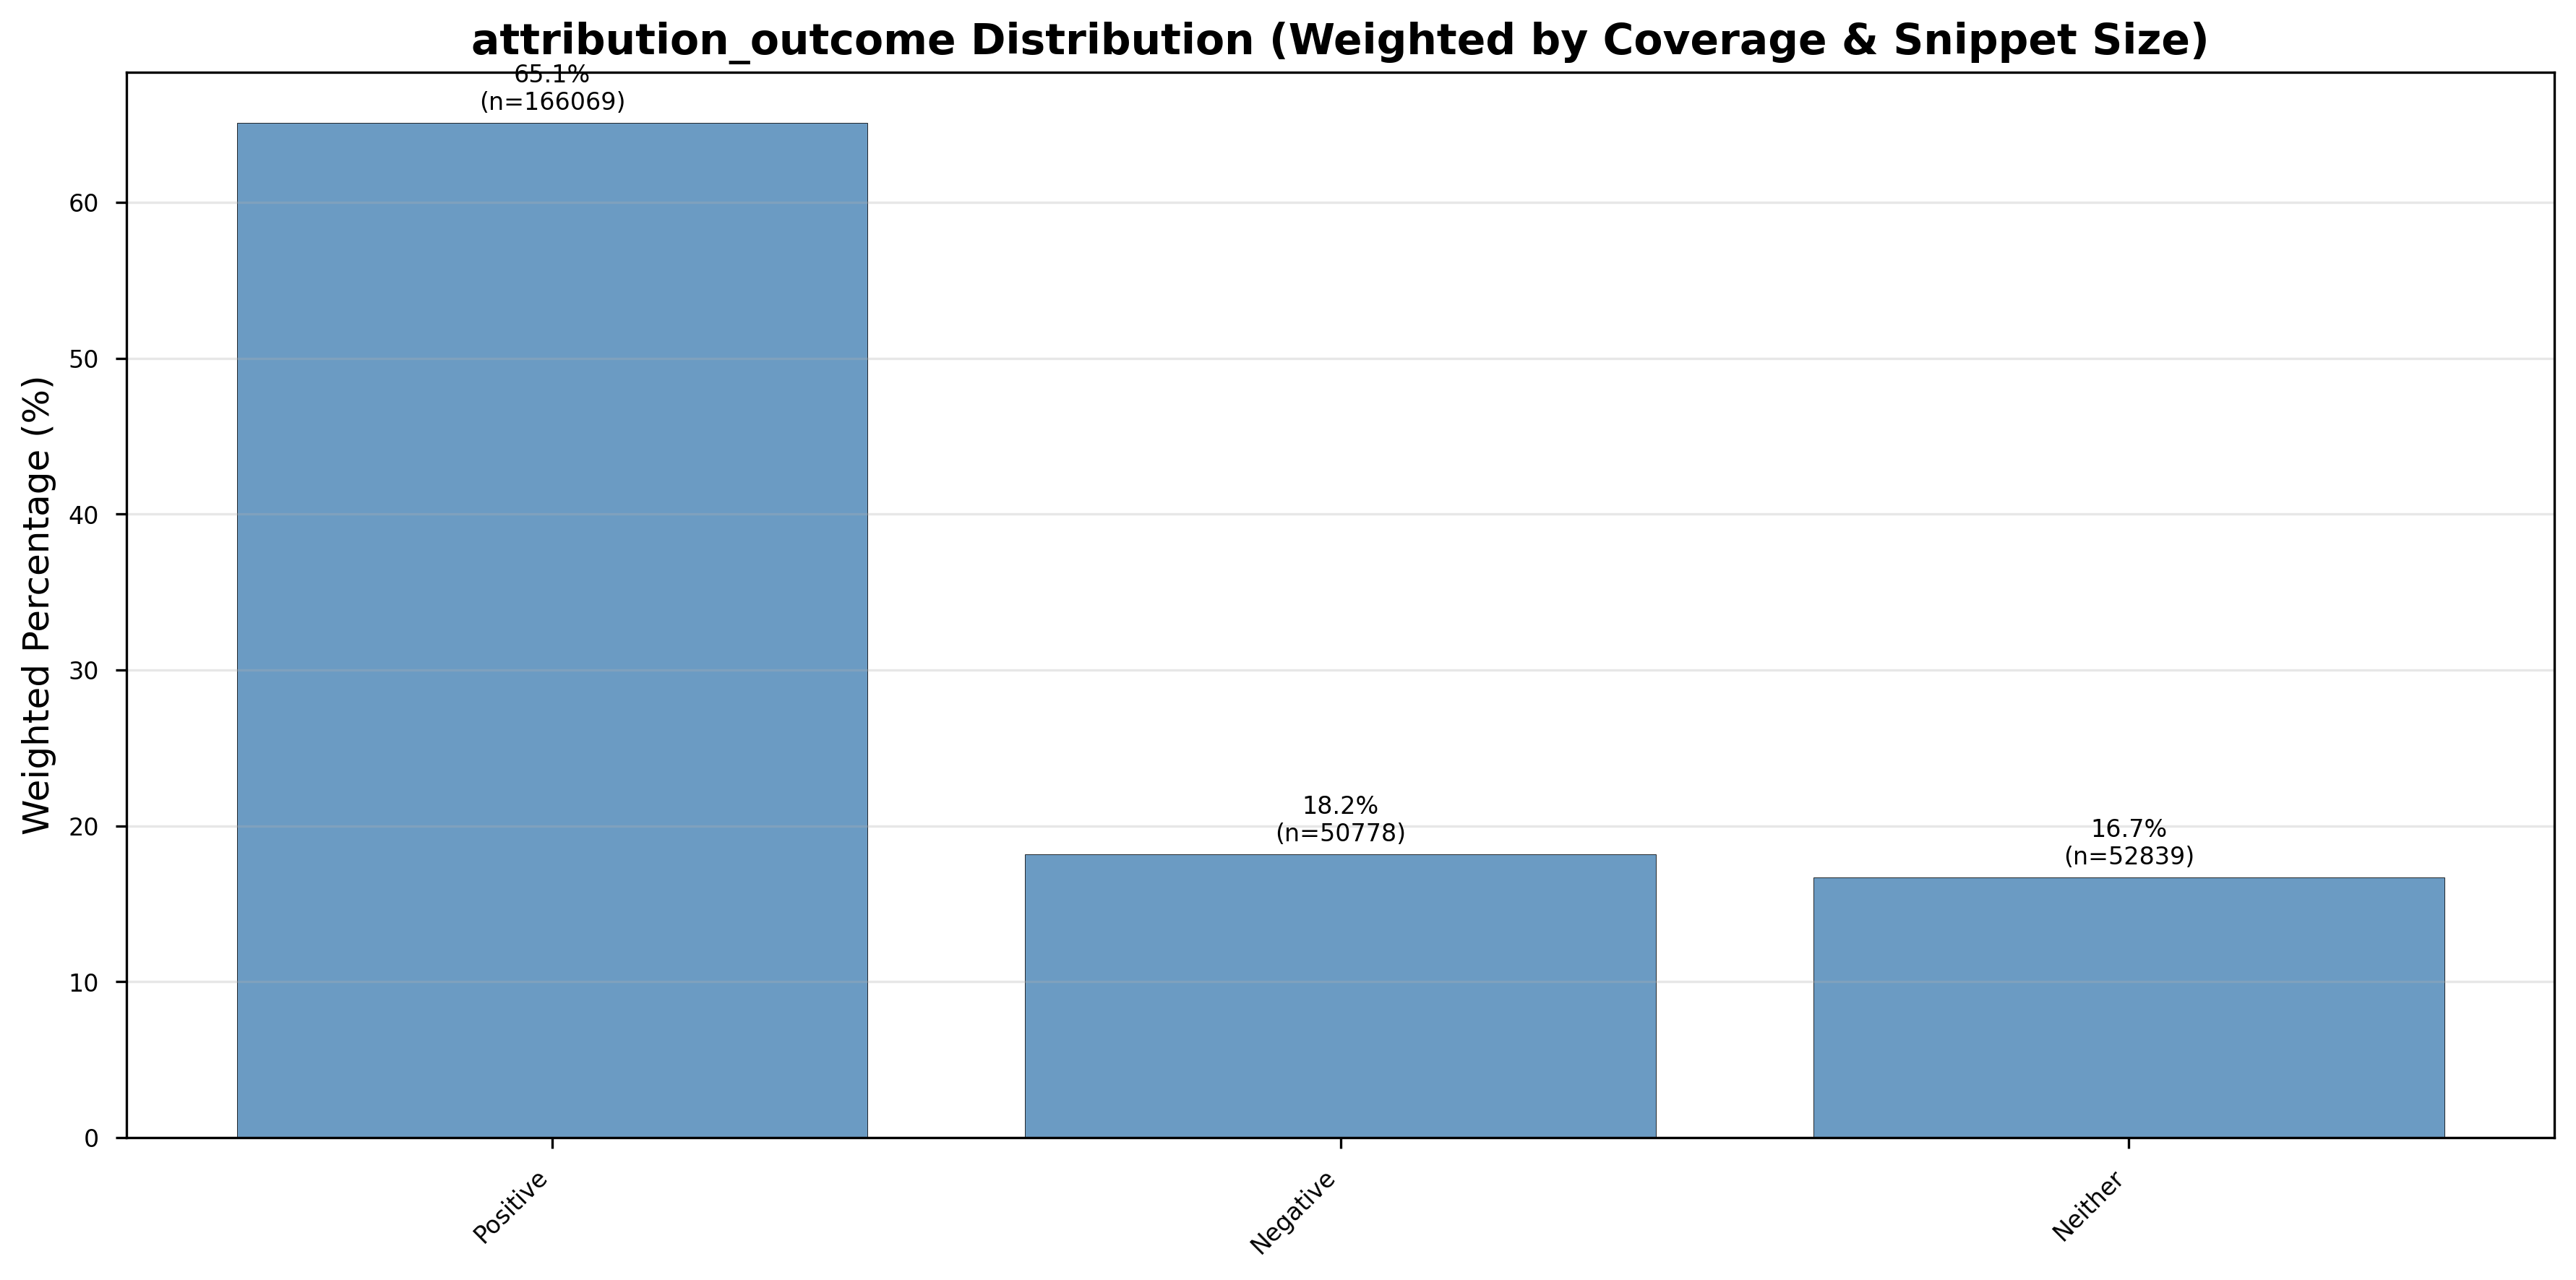 attribution_outcome Distribution (Weighted by Coverage & Snippet Size)
65.1%
(n=166069)
18.2%
(n=50778)
16.7%
(n=52839)
Weighted Percentage (%)
60
50
40
30
20
10
0
Positive
Negative
Neither